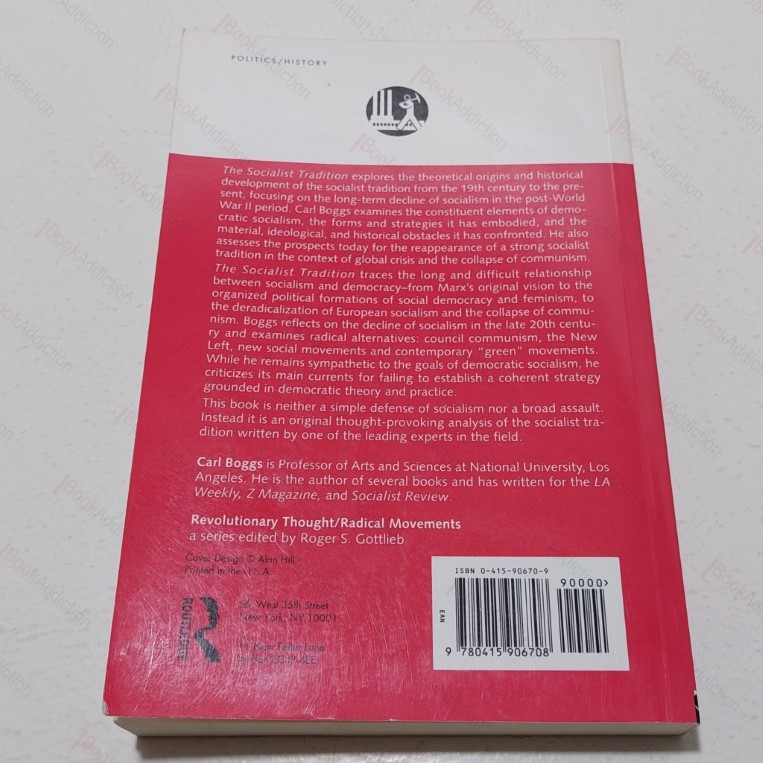 POLITICS/HISTORY
The Socialist Tradition explores the theoretical origins and historical
development of the socialist tradition from the 19th century to the pre-
sent, focusing on the long-term decline of socialism in the post-World
War II period. Carl Boggs examines the constituent elements of demo-
cratic socialism, the forms and strategies it has embodied, and the
material, ideological, and historical obstacles it has confronted. He also
assesses the prospects today for the reappearance of a strong socialist
tradition in the context of global crisis and the collapse of communism.
The Socialist Tradition traces the long and difficult relationship
between socialism and democracy–from Marx's original vision to the
organized political formations of social democracy and feminism, to
the deradicalization of European socialism and the collapse of commu-
nism. Boggs reflects on the decline of socialism in the late 20th centu-
ry and examines radical alternatives: council communism, the New
Left, new social movements and contemporary "green" movements.
While he remains sympathetic to the goals of democratic socialism, he
criticizes its main currents for failing to establish a coherent strategy
grounded in democratic theory and practice.
This book is neither a simple defense of socialism nor a broad assault.
Instead it is an original thought-provoking analysis of the socialist tra-
dition written by one of the leading experts in the field.
Carl Boggs is Professor of Arts and Sciences at National University, Los
Angeles. He is the author of several books and has written for the LA
Weekly, Z Magazine, and Socialist Review.
Revolutionary Thought/Radical Movements
a series edited by Roger S. Gottlieb
Cover Design © Alan Hill
Printed in the U.S.A.
ROUTLEDGE
West 35th Street
New York, NY 10001
New Fetter Lane
London
ISBN 0-415-90670-9
90000>
EAN
9 780415 906708
BookAddiction